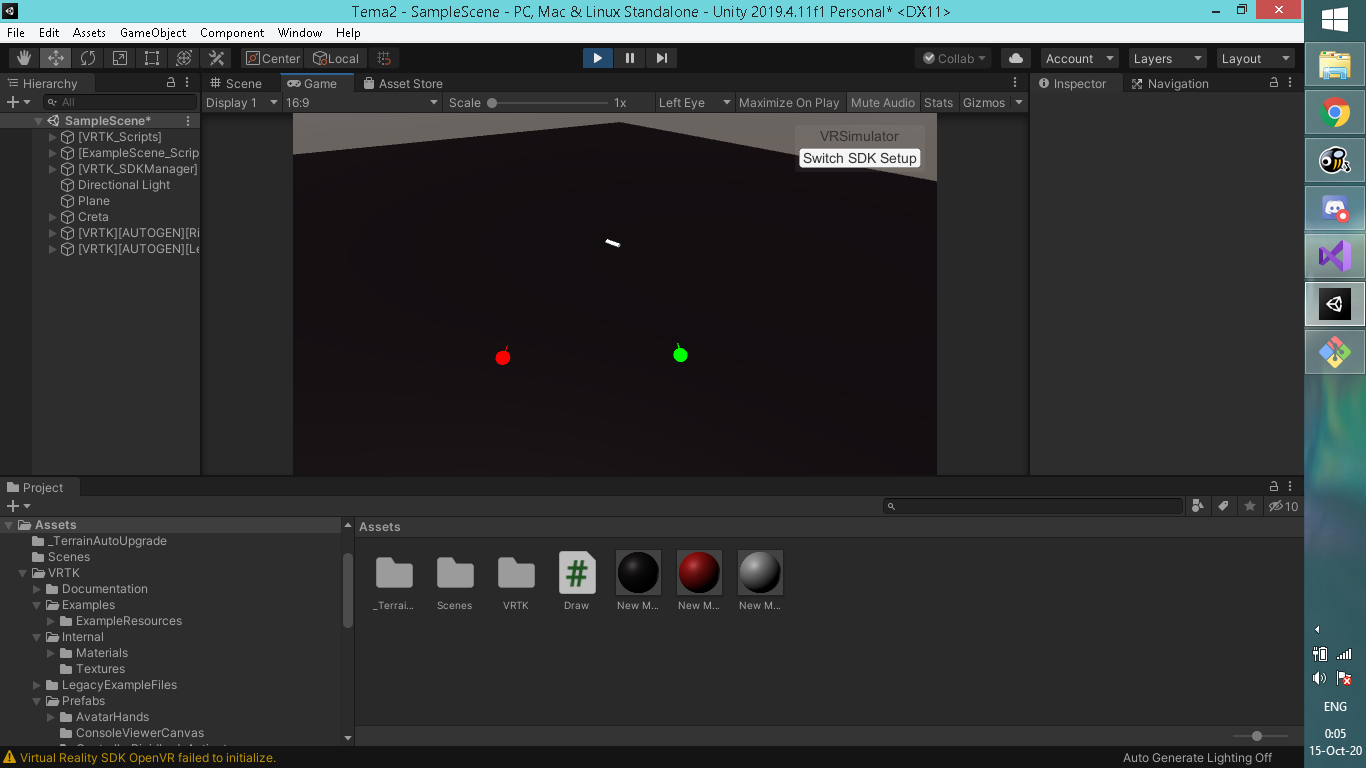 Tema2 - SampleScene - PC, Mac & Linux Standalone - Unity 2019.4.11f1 Personal* <DX11>
File Edit Assets GameObject Component Window Help
Center Local Collab Account Layers Layout
Hierarchy Scene Game Asset Store Inspector Navigation
All Display 1 16:9 Scale 1x Left Eye Maximize On Play Mute Audio Stats Gizmos
SampleScene*
[VRTK_Scripts]
[ExampleScene_Scrip
[VRTK_SDKManager]
Directional Light
Plane
Creta
[VRTK][AUTOGEN][Ri
[VRTK][AUTOGEN][Le
VRSimulator
Switch SDK Setup
Project
10
Assets
_TerrainAutoUpgrade
Scenes
VRTK
Documentation
Examples
ExampleResources
Internal
Materials
Textures
LegacyExampleFiles
Prefabs
AvatarHands
ConsoleViewerCanvas
Assets
_Terrai... Scenes VRTK Draw New M... New M... New M...
Virtual Reality SDK OpenVR failed to initialize.
Auto Generate Lighting Off
ENG
0:05
15-Oct-20